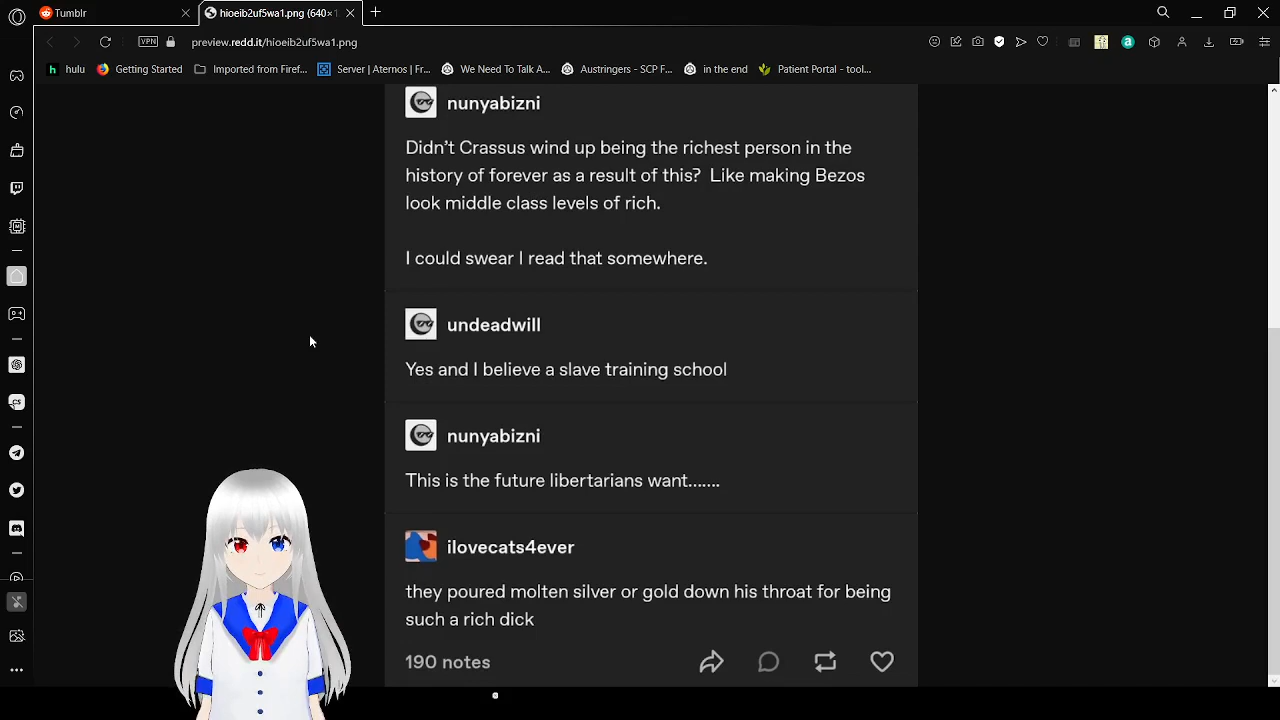 Tumblr
hioeib2uf5wa1.png (640×1
VPN
preview.redd.it/hioeib2uf5wa1.png
h hulu
Getting Started
Imported from Firef...
Server | Aternos | Fr...
We Need To Talk A...
Austringers - SCP F...
in the end
Patient Portal - tool...
nunyabizni
Didn't Crassus wind up being the richest person in the
history of forever as a result of this? Like making Bezos
look middle class levels of rich.
I could swear I read that somewhere.
undeadwill
Yes and I believe a slave training school
nunyabizni
This is the future libertarians want.......
ilovecats4ever
they poured molten silver or gold down his throat for being
such a rich dick
190 notes